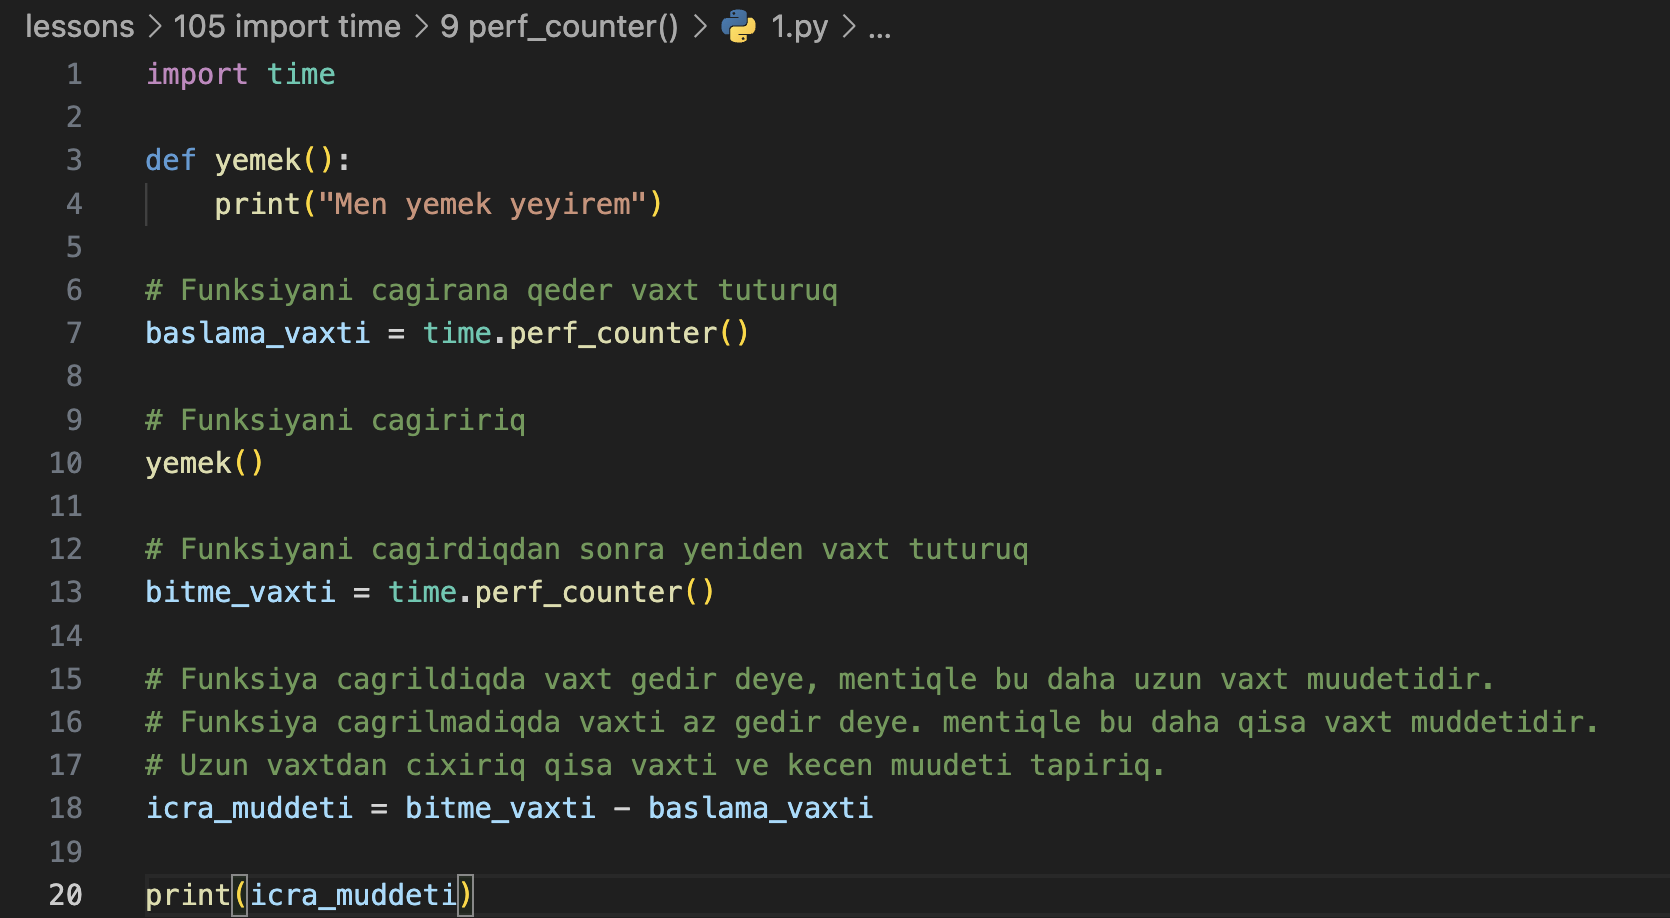 lessons > 105 import time > 9 perf_counter() > 1.py > ...
1 import time
2
3 def yemek():
4     print("Men yemek yeyirem")
5
6 # Funksiyani cagirana qeder vaxt tuturuq
7 baslama_vaxti = time.perf_counter()
8
9 # Funksiyani cagiririq
10 yemek()
11
12 # Funksiyani cagirdiqdan sonra yeniden vaxt tuturuq
13 bitme_vaxti = time.perf_counter()
14
15 # Funksiya cagrildiqda vaxt gedir deye, mentiqle bu daha uzun vaxt muudetidir.
16 # Funksiya cagrilmadiqda vaxti az gedir deye. mentiqle bu daha qisa vaxt muddetidir.
17 # Uzun vaxtdan cixiriq qisa vaxti ve kecen muudeti tapiriq.
18 icra_muddeti = bitme_vaxti - baslama_vaxti
19
20 print(icra_muddeti)